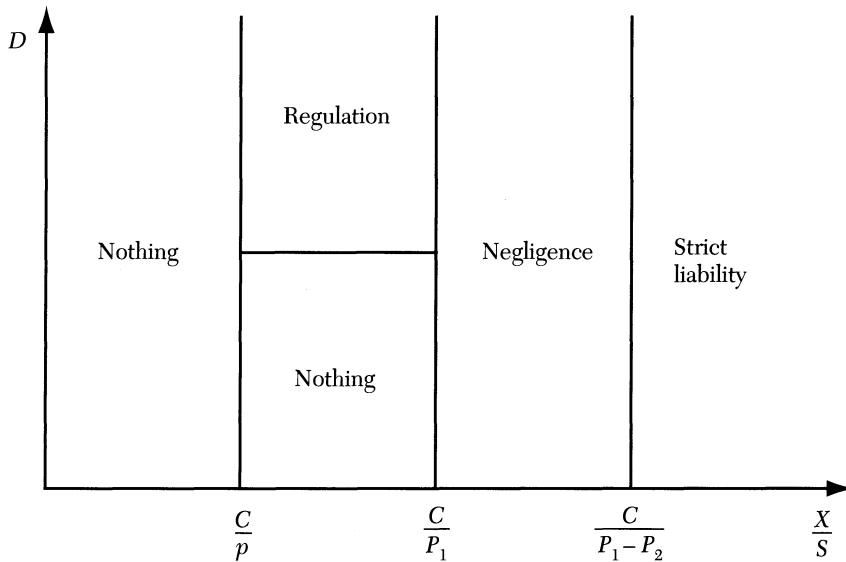 D
Regulation
Nothing
Negligence
Strict
liability
Nothing
C/p
C/P₁
C/(P₁ – P₂)
X/S